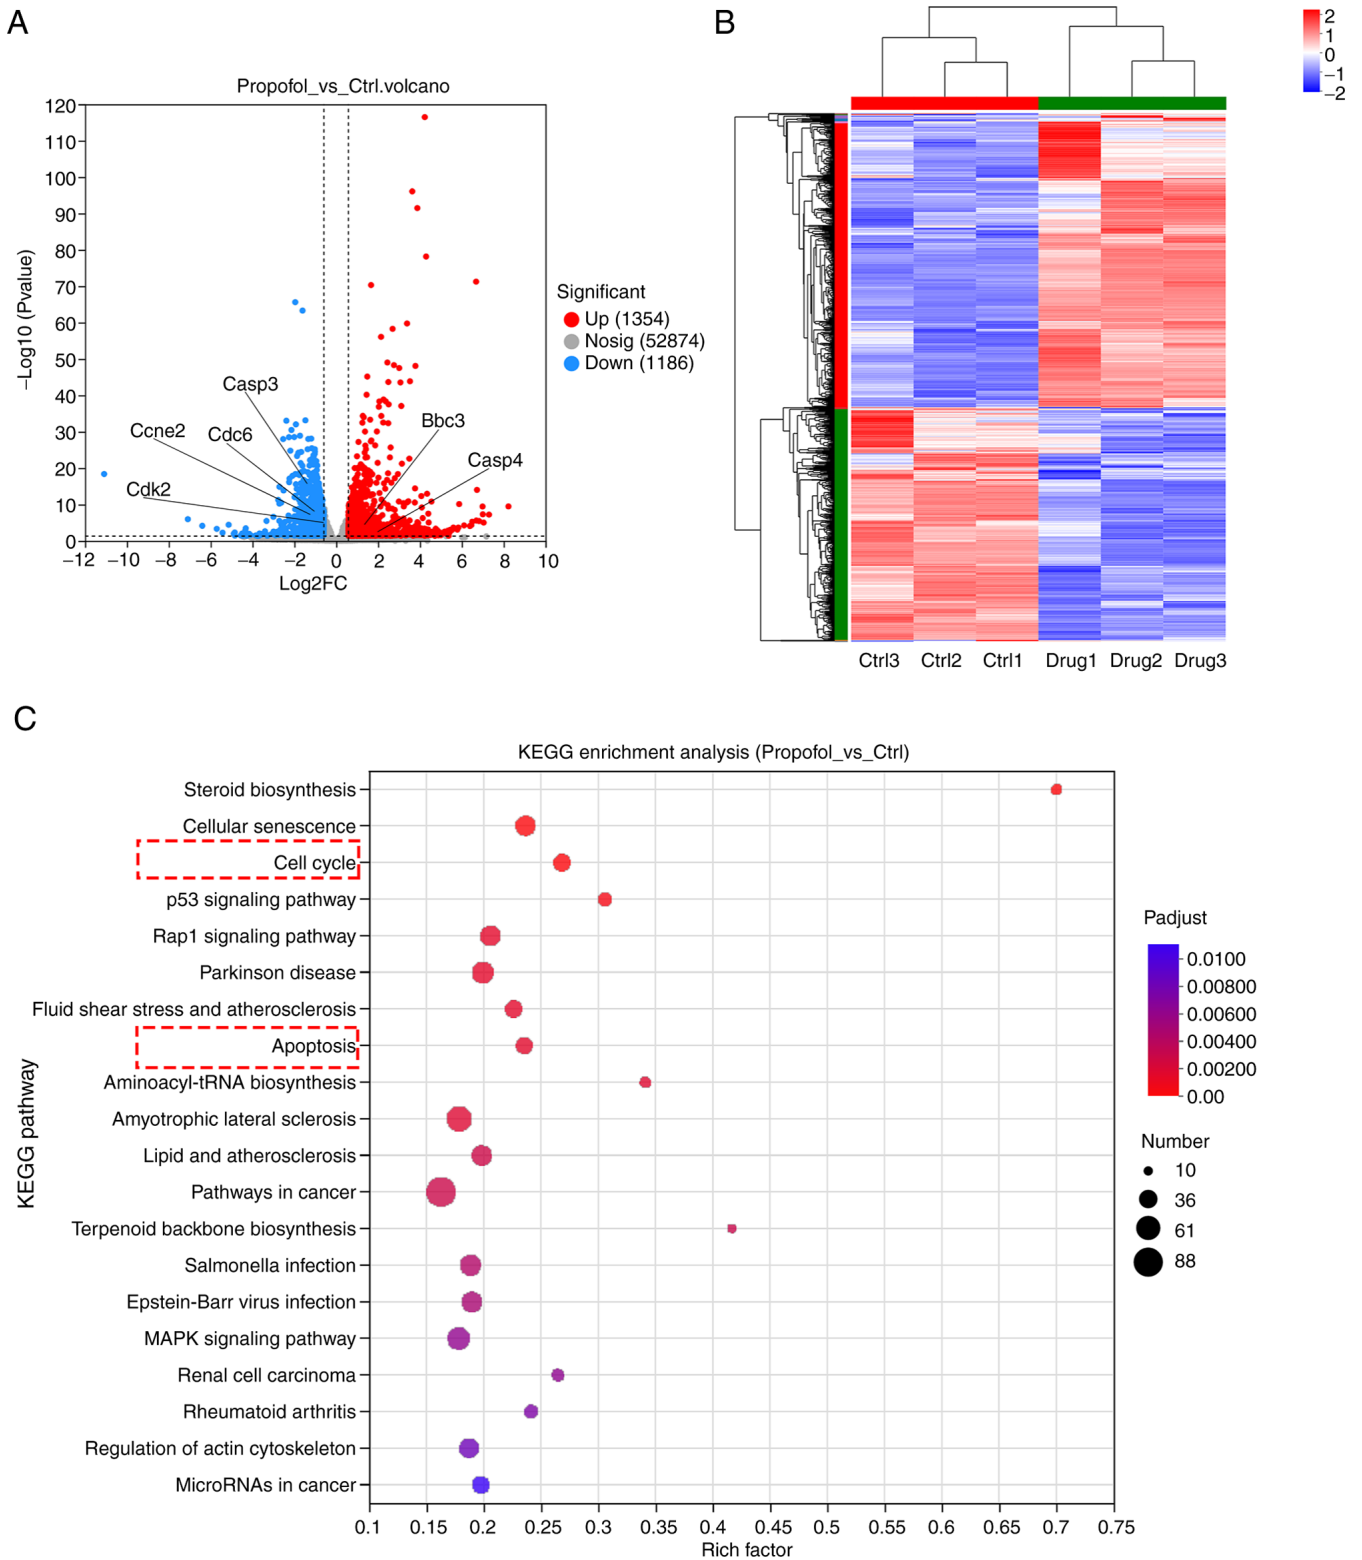 A
Propofol_vs_Ctrl.volcano
120
110
100
90
80
70
60
50
40
30
20
10
0
−Log10 (Pvalue)
Casp3
Ccne2
Cdc6
Cdk2
Bbc3
Casp4
−12 −10 −8 −6 −4 −2 0 2 4 6 8 10
Log2FC
Significant
Up (1354)
Nosig (52874)
Down (1186)
B
2
1
0
−1
−2
Ctrl3 Ctrl2 Ctrl1 Drug1 Drug2 Drug3
C
KEGG enrichment analysis (Propofol_vs_Ctrl)
KEGG pathway
Steroid biosynthesis
Cellular senescence
Cell cycle
p53 signaling pathway
Rap1 signaling pathway
Parkinson disease
Fluid shear stress and atherosclerosis
Apoptosis
Aminoacyl-tRNA biosynthesis
Amyotrophic lateral sclerosis
Lipid and atherosclerosis
Pathways in cancer
Terpenoid backbone biosynthesis
Salmonella infection
Epstein-Barr virus infection
MAPK signaling pathway
Renal cell carcinoma
Rheumatoid arthritis
Regulation of actin cytoskeleton
MicroRNAs in cancer
0.1 0.15 0.2 0.25 0.3 0.35 0.4 0.45 0.5 0.55 0.6 0.65 0.7 0.75
Rich factor
Padjust
0.0100
0.00800
0.00600
0.00400
0.00200
0.00
Number
10
36
61
88